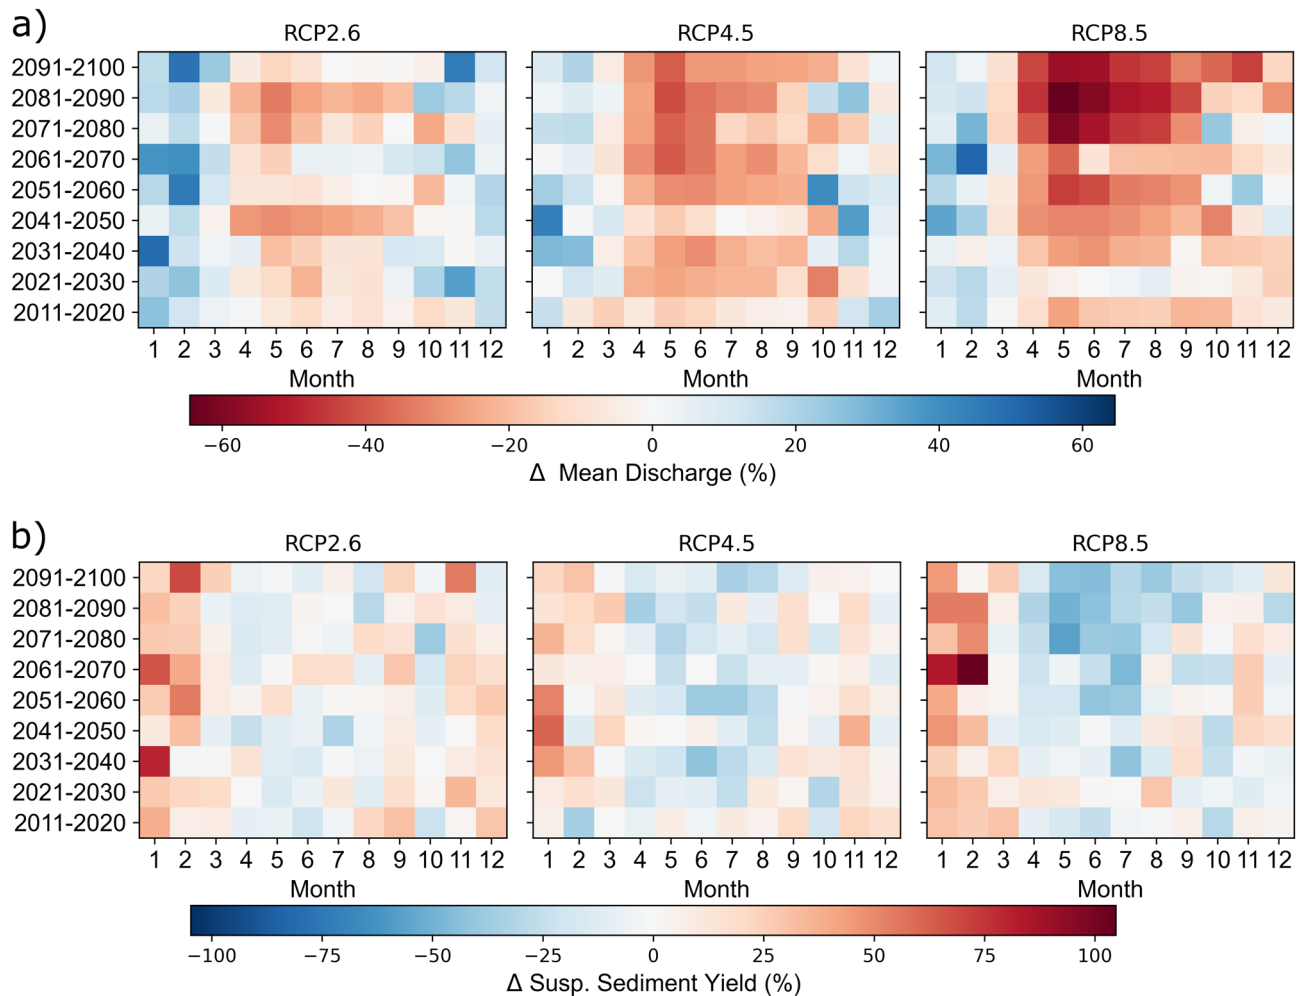 a)
RCP2.6 RCP4.5 RCP8.5
2091-2100
2081-2090
2071-2080
2061-2070
2051-2060
2041-2050
2031-2040
2021-2030
2011-2020
1 2 3 4 5 6 7 8 9 10 11 12 1 2 3 4 5 6 7 8 9 10 11 12 1 2 3 4 5 6 7 8 9 10 11 12
Month Month Month
−60 −40 −20 0 20 40 60
Δ Mean Discharge (%)
b)
RCP2.6 RCP4.5 RCP8.5
2091-2100
2081-2090
2071-2080
2061-2070
2051-2060
2041-2050
2031-2040
2021-2030
2011-2020
1 2 3 4 5 6 7 8 9 10 11 12 1 2 3 4 5 6 7 8 9 10 11 12 1 2 3 4 5 6 7 8 9 10 11 12
Month Month Month
−100 −75 −50 −25 0 25 50 75 100
Δ Susp. Sediment Yield (%)